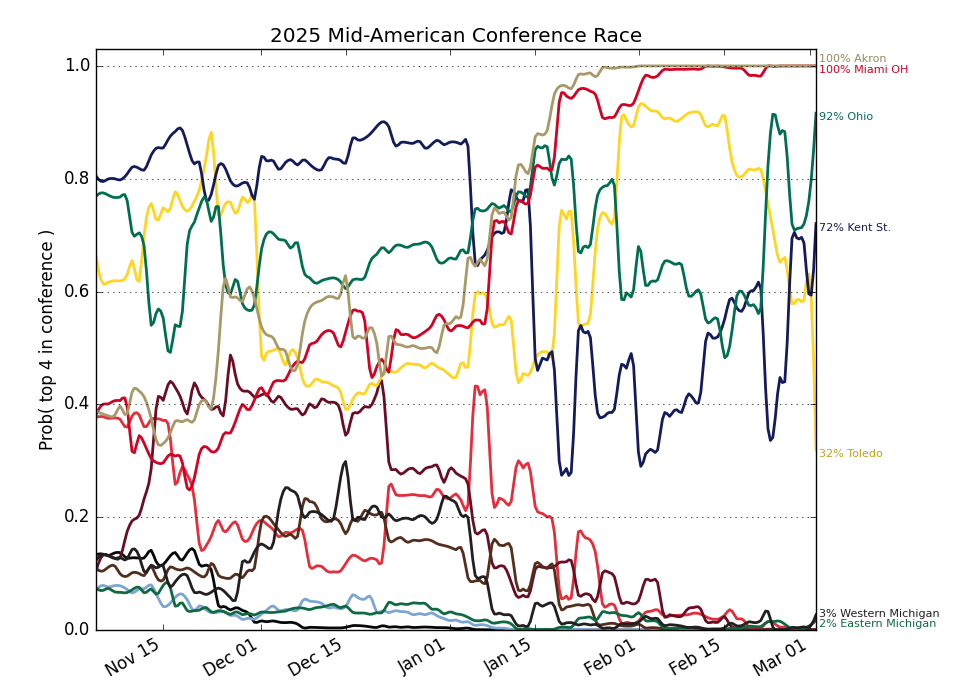 2025 Mid-American Conference Race
Prob( top 4 in conference )
1.0
0.8
0.6
0.4
0.2
0.0
Nov 15
Dec 01
Dec 15
Jan 01
Jan 15
Feb 01
Feb 15
Mar 01
100% Akron
100% Miami OH
92% Ohio
72% Kent St.
32% Toledo
3% Western Michigan
2% Eastern Michigan